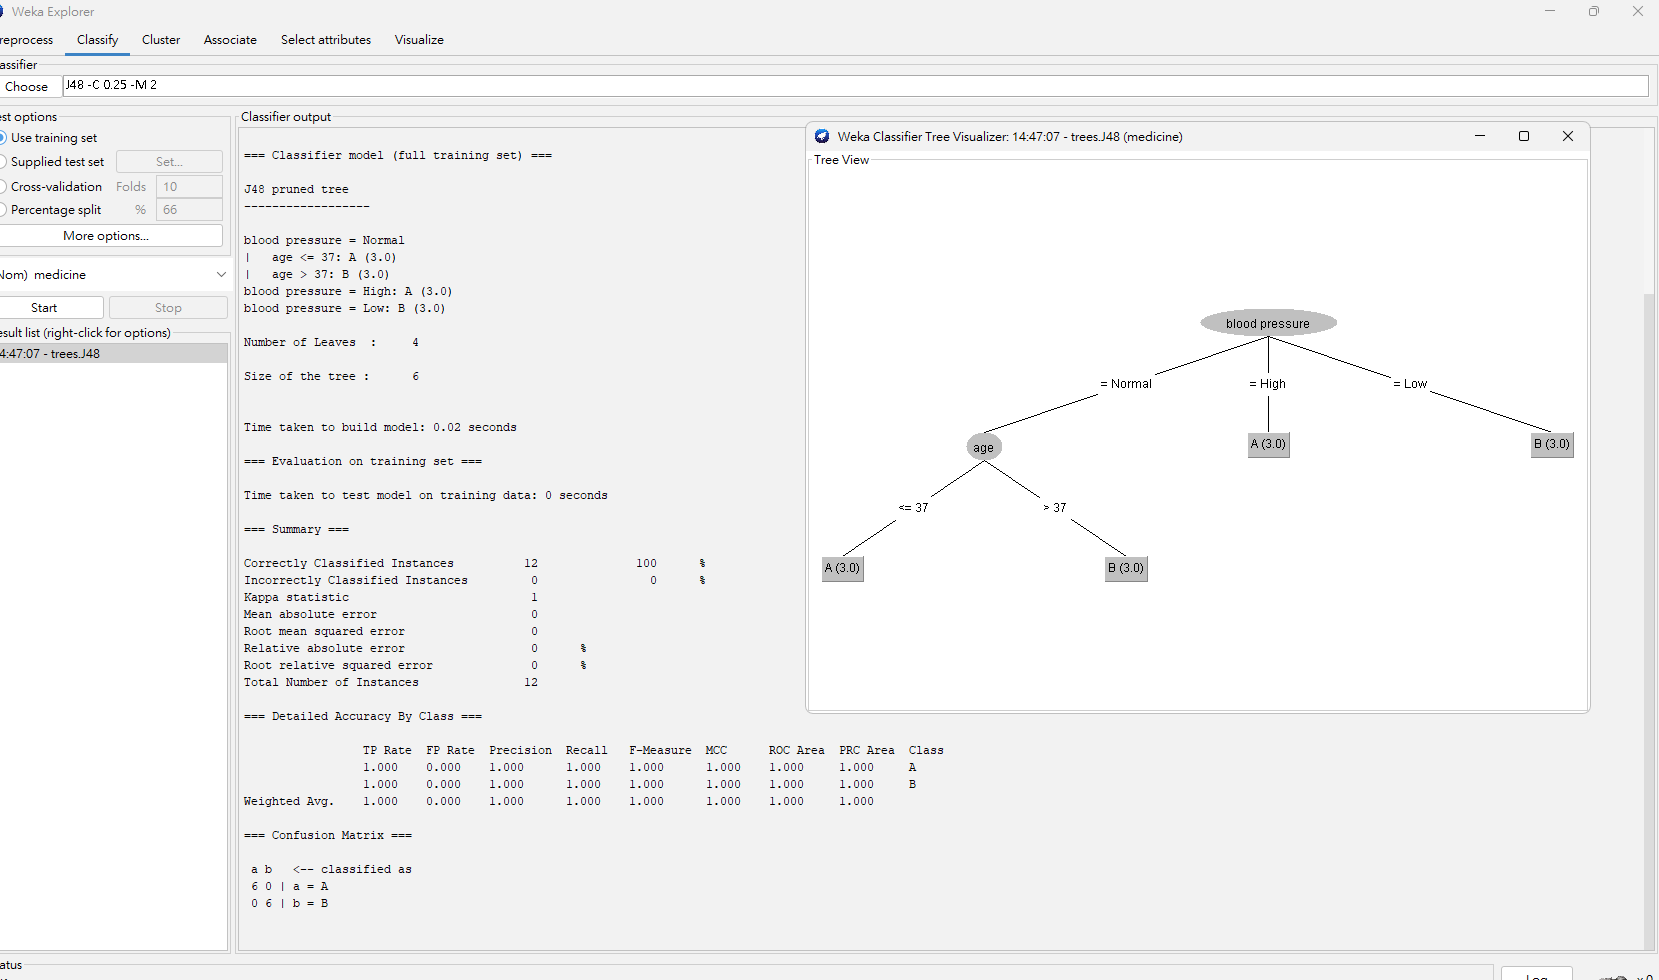 Weka Explorer
reprocess Classify Cluster Associate Select attributes Visualize
assifier
Choose J48 -C 0.25 -M 2
est options
Use training set
Supplied test set Set...
Cross-validation Folds 10
Percentage split % 66
More options...
Nom) medicine
Start Stop
esult list (right-click for options)
4:47:07 - trees.J48
Classifier output
=== Classifier model (full training set) ===
J48 pruned tree
------------------
blood pressure = Normal
|   age <= 37: A (3.0)
|   age > 37: B (3.0)
blood pressure = High: A (3.0)
blood pressure = Low: B (3.0)
Number of Leaves  :     4
Size of the tree :      6
Time taken to build model: 0.02 seconds
=== Evaluation on training set ===
Time taken to test model on training data: 0 seconds
=== Summary ===
Correctly Classified Instances          12              100      %
Incorrectly Classified Instances         0                0      %
Kappa statistic                          1
Mean absolute error                      0
Root mean squared error                  0
Relative absolute error                  0      %
Root relative squared error              0      %
Total Number of Instances               12
=== Detailed Accuracy By Class ===
TP Rate  FP Rate  Precision  Recall   F-Measure  MCC      ROC Area  PRC Area  Class
1.000    0.000    1.000      1.000    1.000      1.000    1.000     1.000     A
1.000    0.000    1.000      1.000    1.000      1.000    1.000     1.000     B
Weighted Avg.    1.000    0.000    1.000      1.000    1.000      1.000    1.000     1.000
=== Confusion Matrix ===
a b   <-- classified as
6 0 | a = A
0 6 | b = B
Weka Classifier Tree Visualizer: 14:47:07 - trees.J48 (medicine)
Tree View
blood pressure
= Normal = High = Low
age A (3.0) B (3.0)
<= 37 > 37
A (3.0) B (3.0)
atus
Log x 0